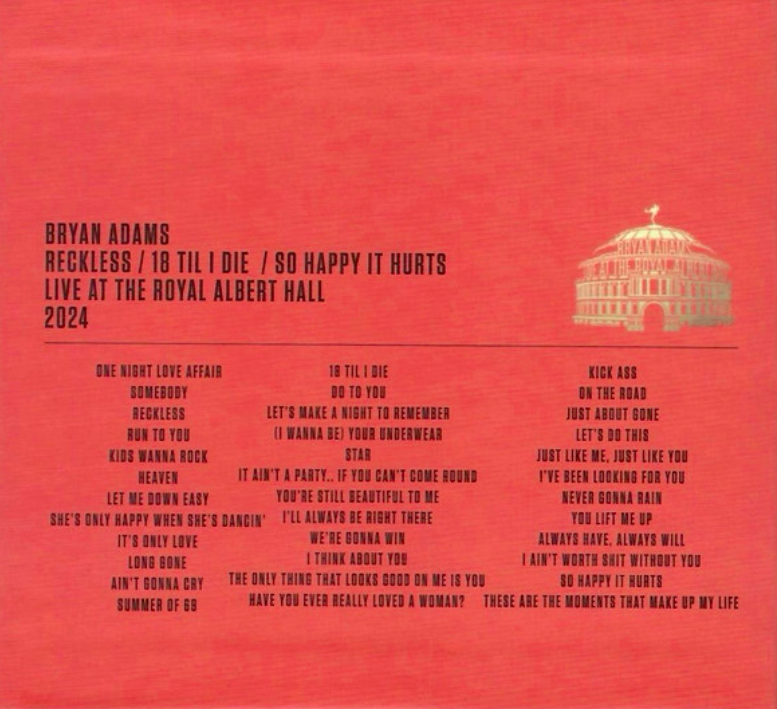 BRYAN ADAMS
RECKLESS / 18 TIL I DIE / SO HAPPY IT HURTS
LIVE AT THE ROYAL ALBERT HALL
2024
BRYAN ADAMS
LIVE AT THE ROYAL ALBERT HALL
ONE NIGHT LOVE AFFAIR
SOMEBODY
RECKLESS
RUN TO YOU
KIDS WANNA ROCK
HEAVEN
LET ME DOWN EASY
SHE'S ONLY HAPPY WHEN SHE'S DANCIN'
IT'S ONLY LOVE
LONG GONE
AIN'T GONNA CRY
SUMMER OF 69
18 TIL I DIE
DO TO YOU
LET'S MAKE A NIGHT TO REMEMBER
(I WANNA BE) YOUR UNDERWEAR
STAR
IT AIN'T A PARTY.. IF YOU CAN'T COME ROUND
YOU'RE STILL BEAUTIFUL TO ME
I'LL ALWAYS BE RIGHT THERE
WE'RE GONNA WIN
I THINK ABOUT YOU
THE ONLY THING THAT LOOKS GOOD ON ME IS YOU
HAVE YOU EVER REALLY LOVED A WOMAN?
KICK ASS
ON THE ROAD
JUST ABOUT GONE
LET'S DO THIS
JUST LIKE ME, JUST LIKE YOU
I'VE BEEN LOOKING FOR YOU
NEVER GONNA RAIN
YOU LIFT ME UP
ALWAYS HAVE, ALWAYS WILL
I AIN'T WORTH SHIT WITHOUT YOU
SO HAPPY IT HURTS
THESE ARE THE MOMENTS THAT MAKE UP MY LIFE